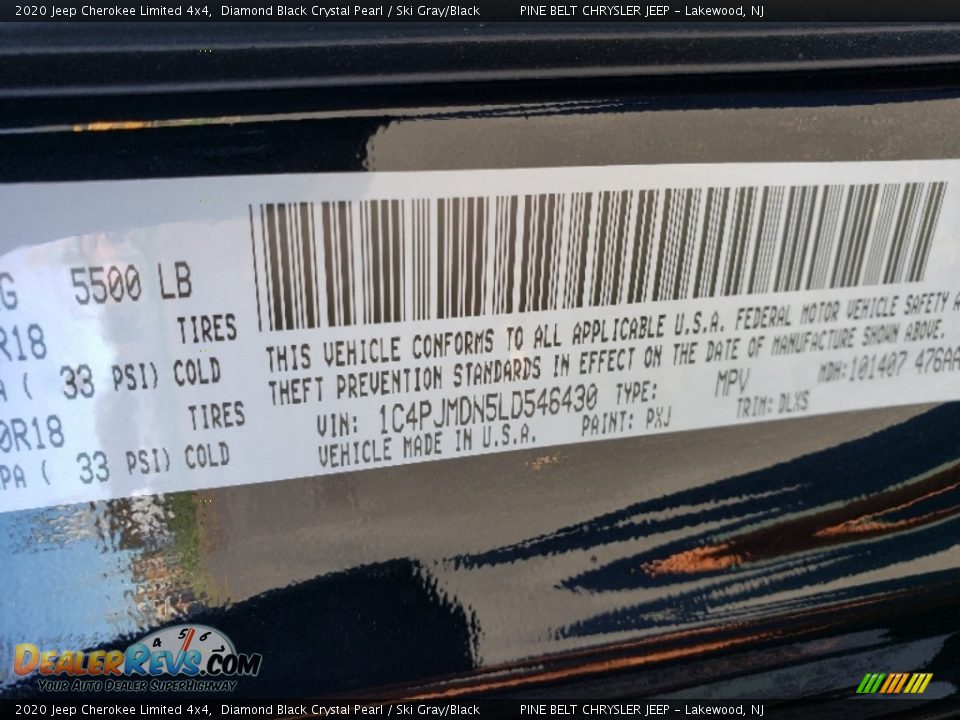 2020 Jeep Cherokee Limited 4x4, Diamond Black Crystal Pearl / Ski Gray/Black PINE BELT CHRYSLER JEEP - Lakewood, NJ
G 5500 LB
R18 TIRES
A ( 33 PSI) COLD
0R18 TIRES
PA ( 33 PSI) COLD
THIS VEHICLE CONFORMS TO ALL APPLICABLE U.S.A. FEDERAL MOTOR VEHICLE SAFETY A
THEFT PREVENTION STANDARDS IN EFFECT ON THE DATE OF MANUFACTURE SHOWN ABOVE.
VIN: 1C4PJMDN5LD546430 TYPE: MPV MDH:101407 476AA
VEHICLE MADE IN U.S.A. PAINT: PXJ TRIM: DLXS
4 5 6
DEALERREVS.COM
YOUR AUTO DEALER SUPERHIGHWAY
2020 Jeep Cherokee Limited 4x4, Diamond Black Crystal Pearl / Ski Gray/Black PINE BELT CHRYSLER JEEP - Lakewood, NJ